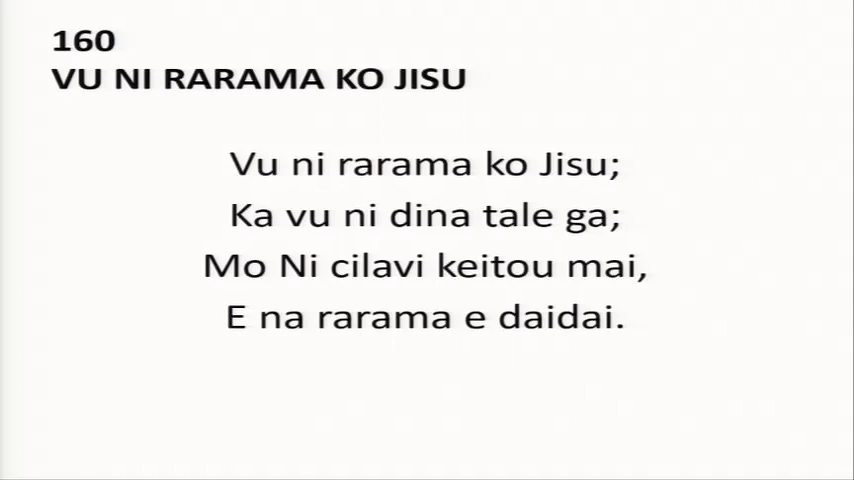 160
VU NI RARAMA KO JISU
Vu ni rarama ko Jisu;
Ka vu ni dina tale ga;
Mo Ni cilavi keitou mai,
E na rarama e daidai.